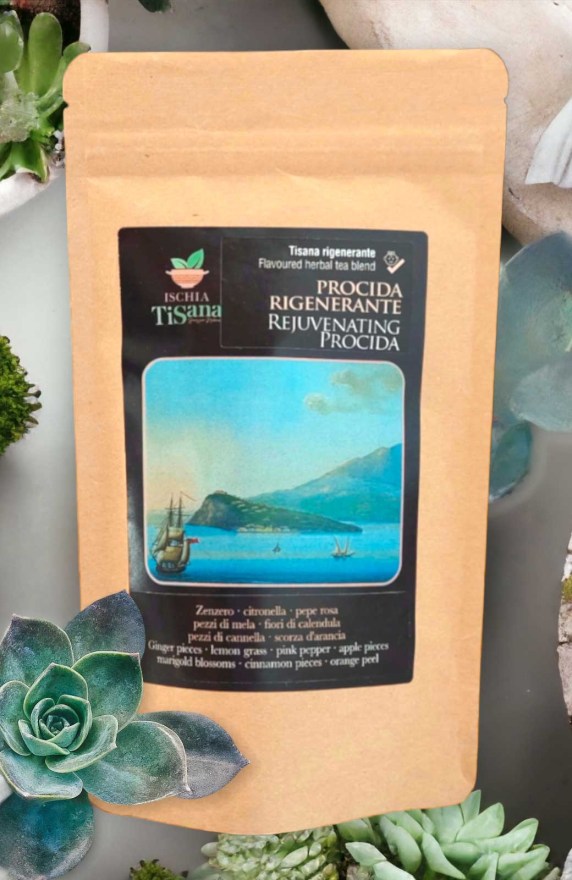 ISCHIA
TiSana
Tisana rigenerante
Flavoured herbal tea blend
PROCIDA
RIGENERANTE
REJUVENATING
PROCIDA
Zenzero · citronella · pepe rosa
pezzi di mela · fiori di calendula
pezzi di cannella · scorza d'arancia
Ginger pieces · lemon grass · pink pepper · apple pieces
marigold blossoms · cinnamon pieces · orange peel